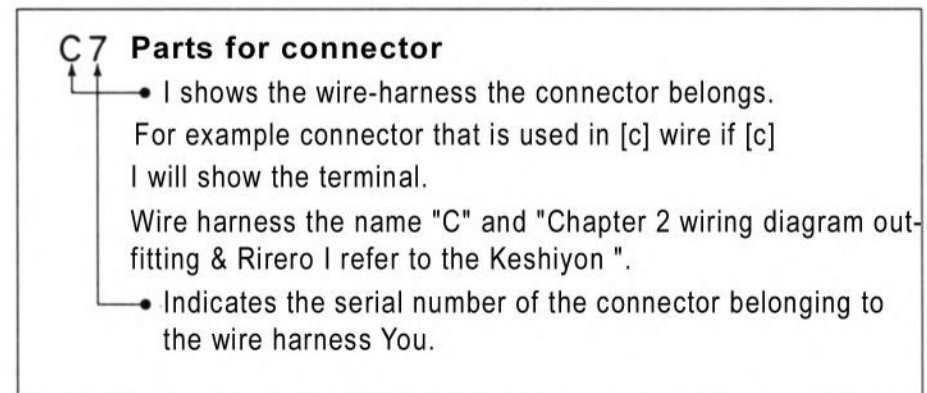 C7 Parts for connector
• I shows the wire-harness the connector belongs.
For example connector that is used in [c] wire if [c]
I will show the terminal.
Wire harness the name "C" and "Chapter 2 wiring diagram out-
fitting & Rirero I refer to the Keshiyon ".
• Indicates the serial number of the connector belonging to
the wire harness You.